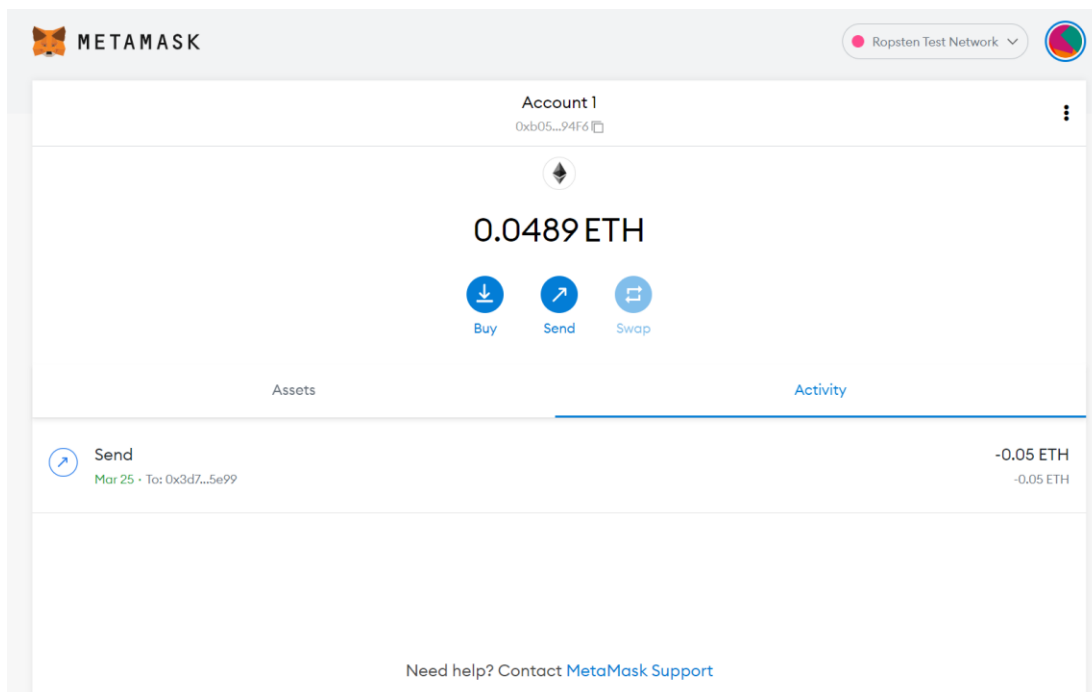 METAMASK
Ropsten Test Network
Account 1
0xb05...94F6
0.0489 ETH
Buy Send Swap
Assets Activity
Send -0.05 ETH
Mar 25 · To: 0x3d7...5e99 -0.05 ETH
Need help? Contact MetaMask Support